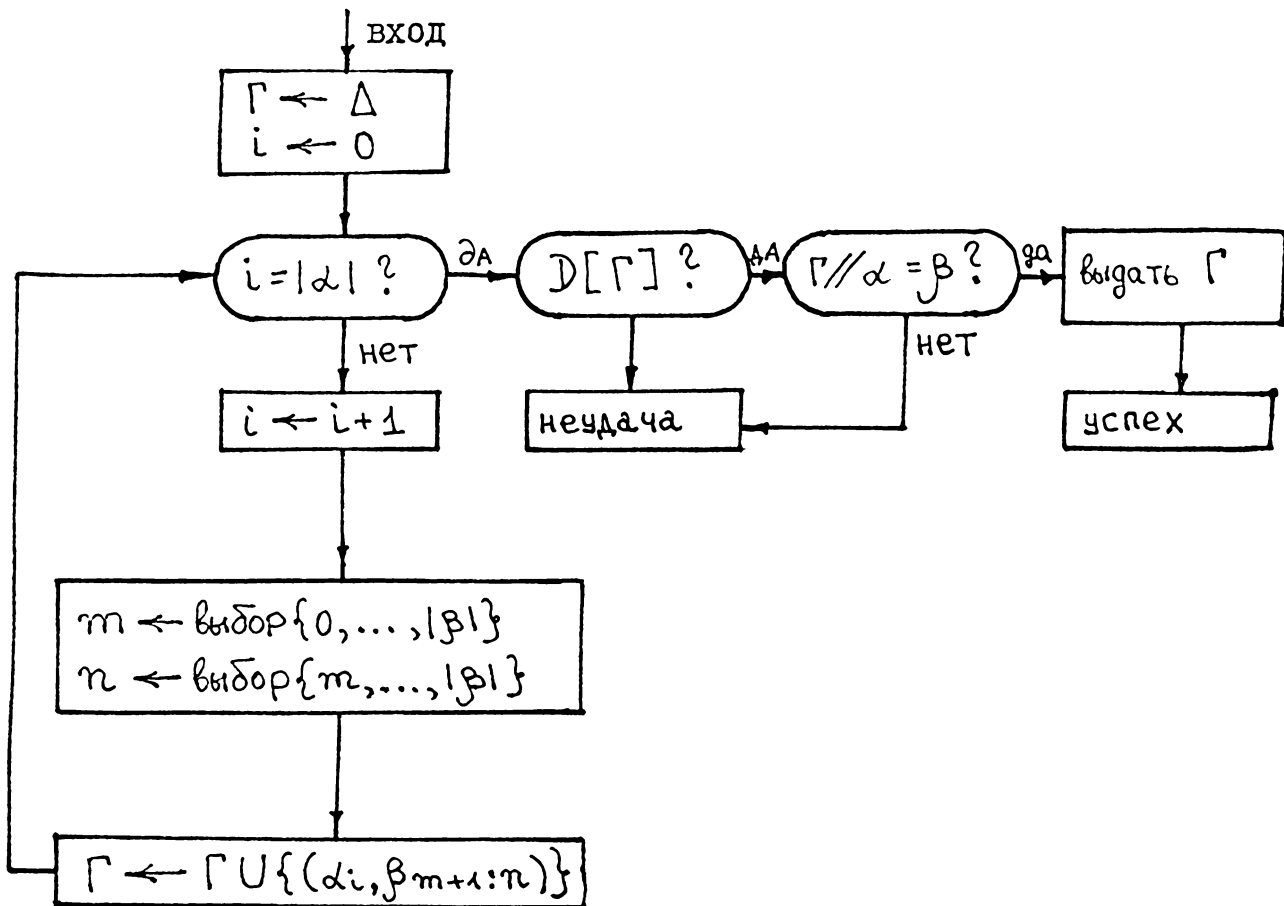 вход
Γ ← Δ
i ← 0
i = |α| ?
да
D[Γ] ?
да
Γ//α = β ?
да
выдать Γ
нет
нет
i ← i + 1
неудача
успех
m ← выбор{0,...,|β|}
n ← выбор{m,...,|β|}
Γ ← Γ ∪ {(αi, βm+1:n)}